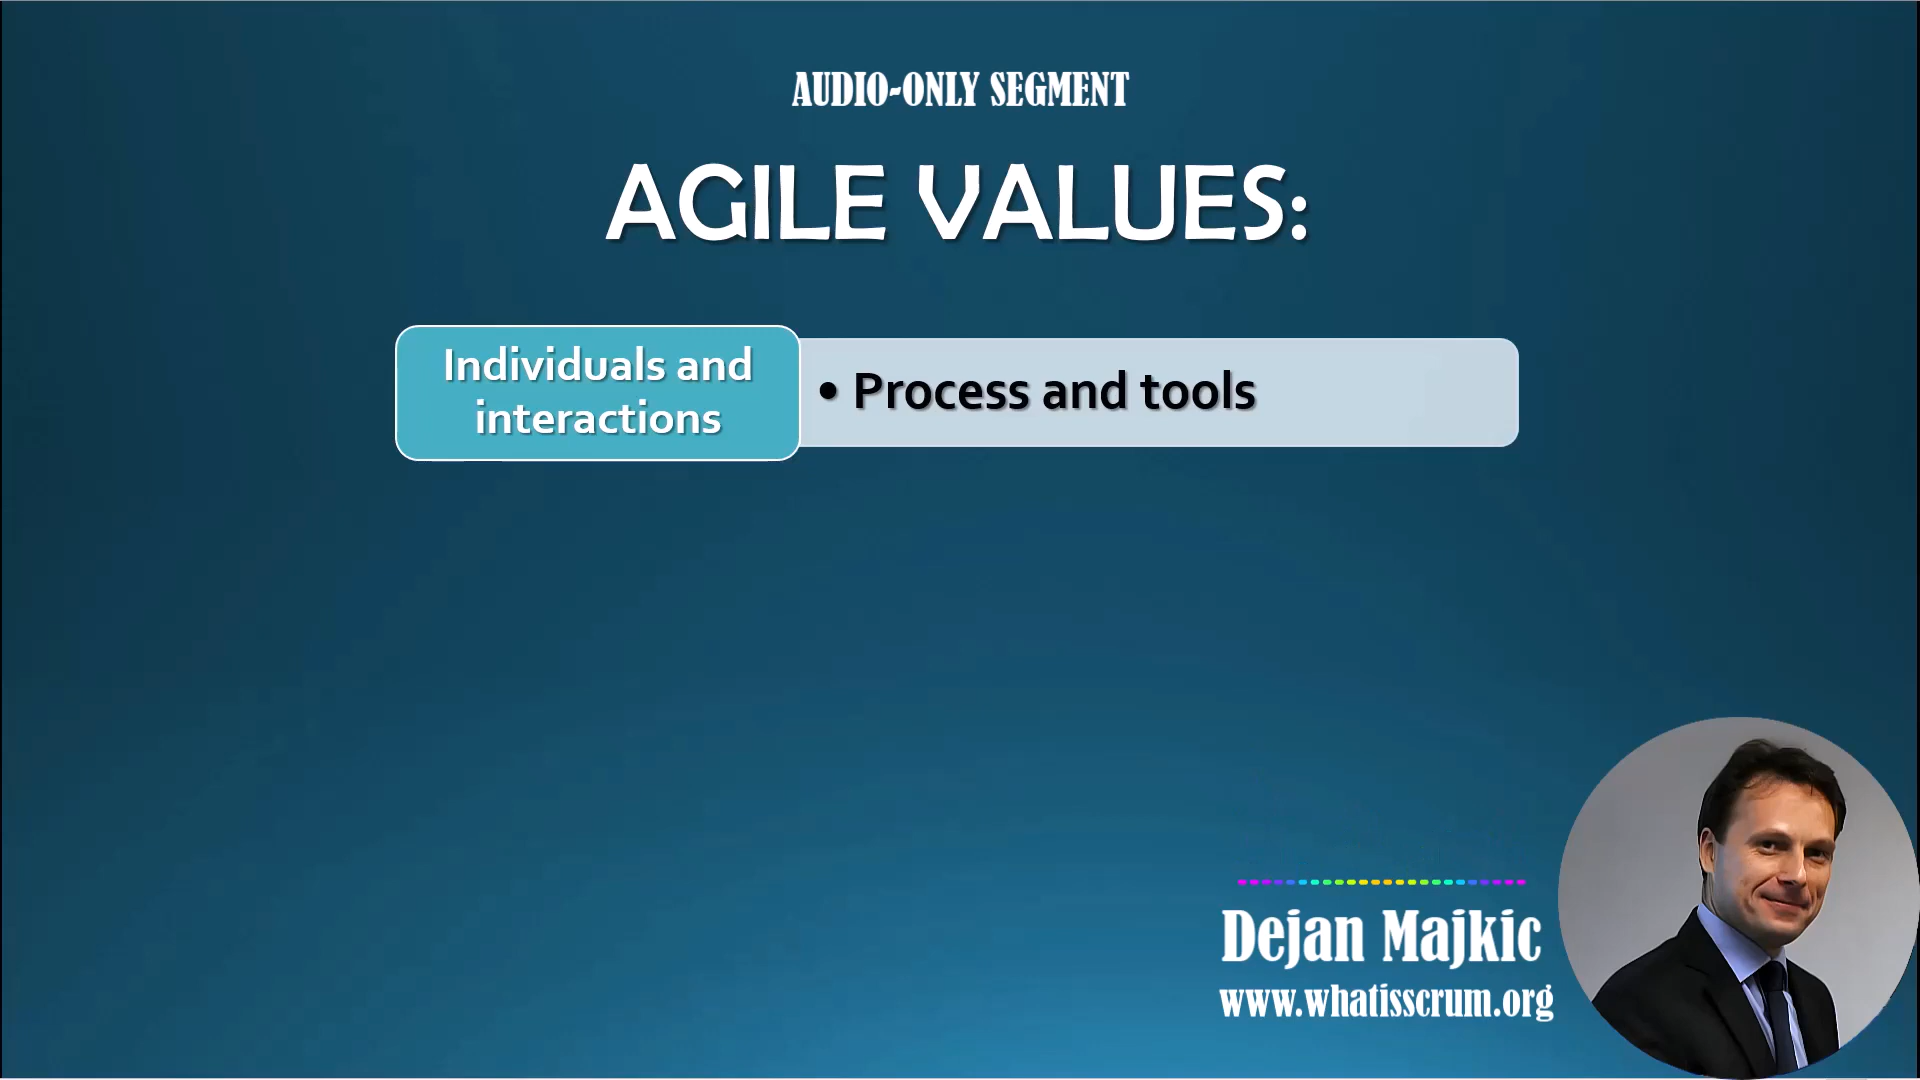 AUDIO-ONLY SEGMENT
AGILE VALUES:
Individuals and
interactions
• Process and tools
Dejan Majkic
www.whatisscrum.org